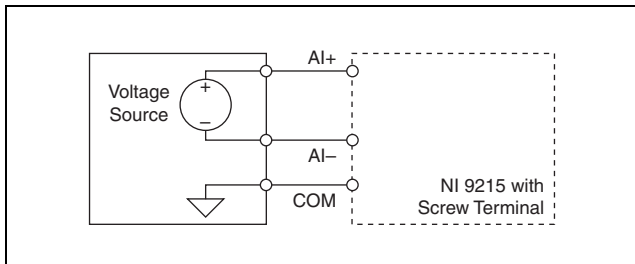 AI+
Voltage
Source
+
–
AI–
COM
NI 9215 with
Screw Terminal